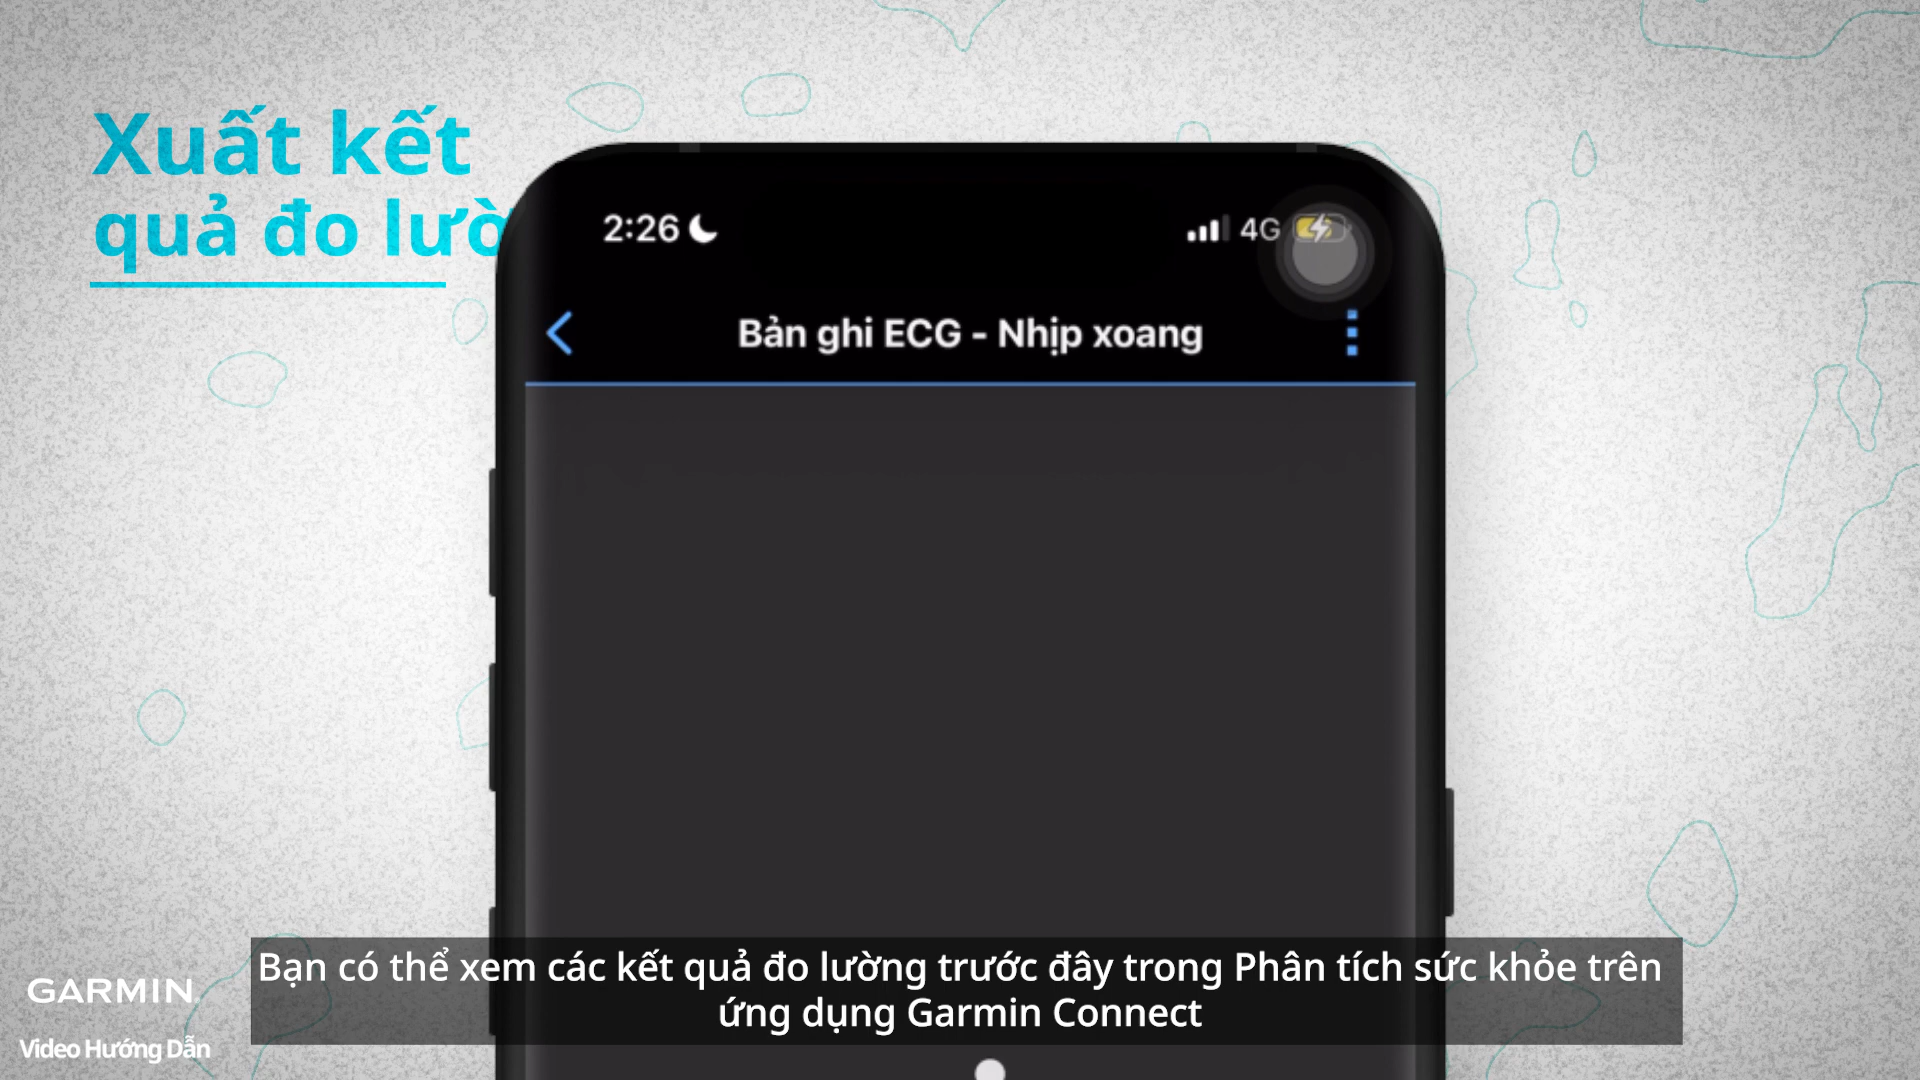 Xuất kết
quả đo lườ
2:26
4G
Bản ghi ECG - Nhịp xoang
Bạn có thể xem các kết quả đo lường trước đây trong Phân tích sức khỏe trên
ứng dụng Garmin Connect
GARMIN
Video Hướng Dẫn